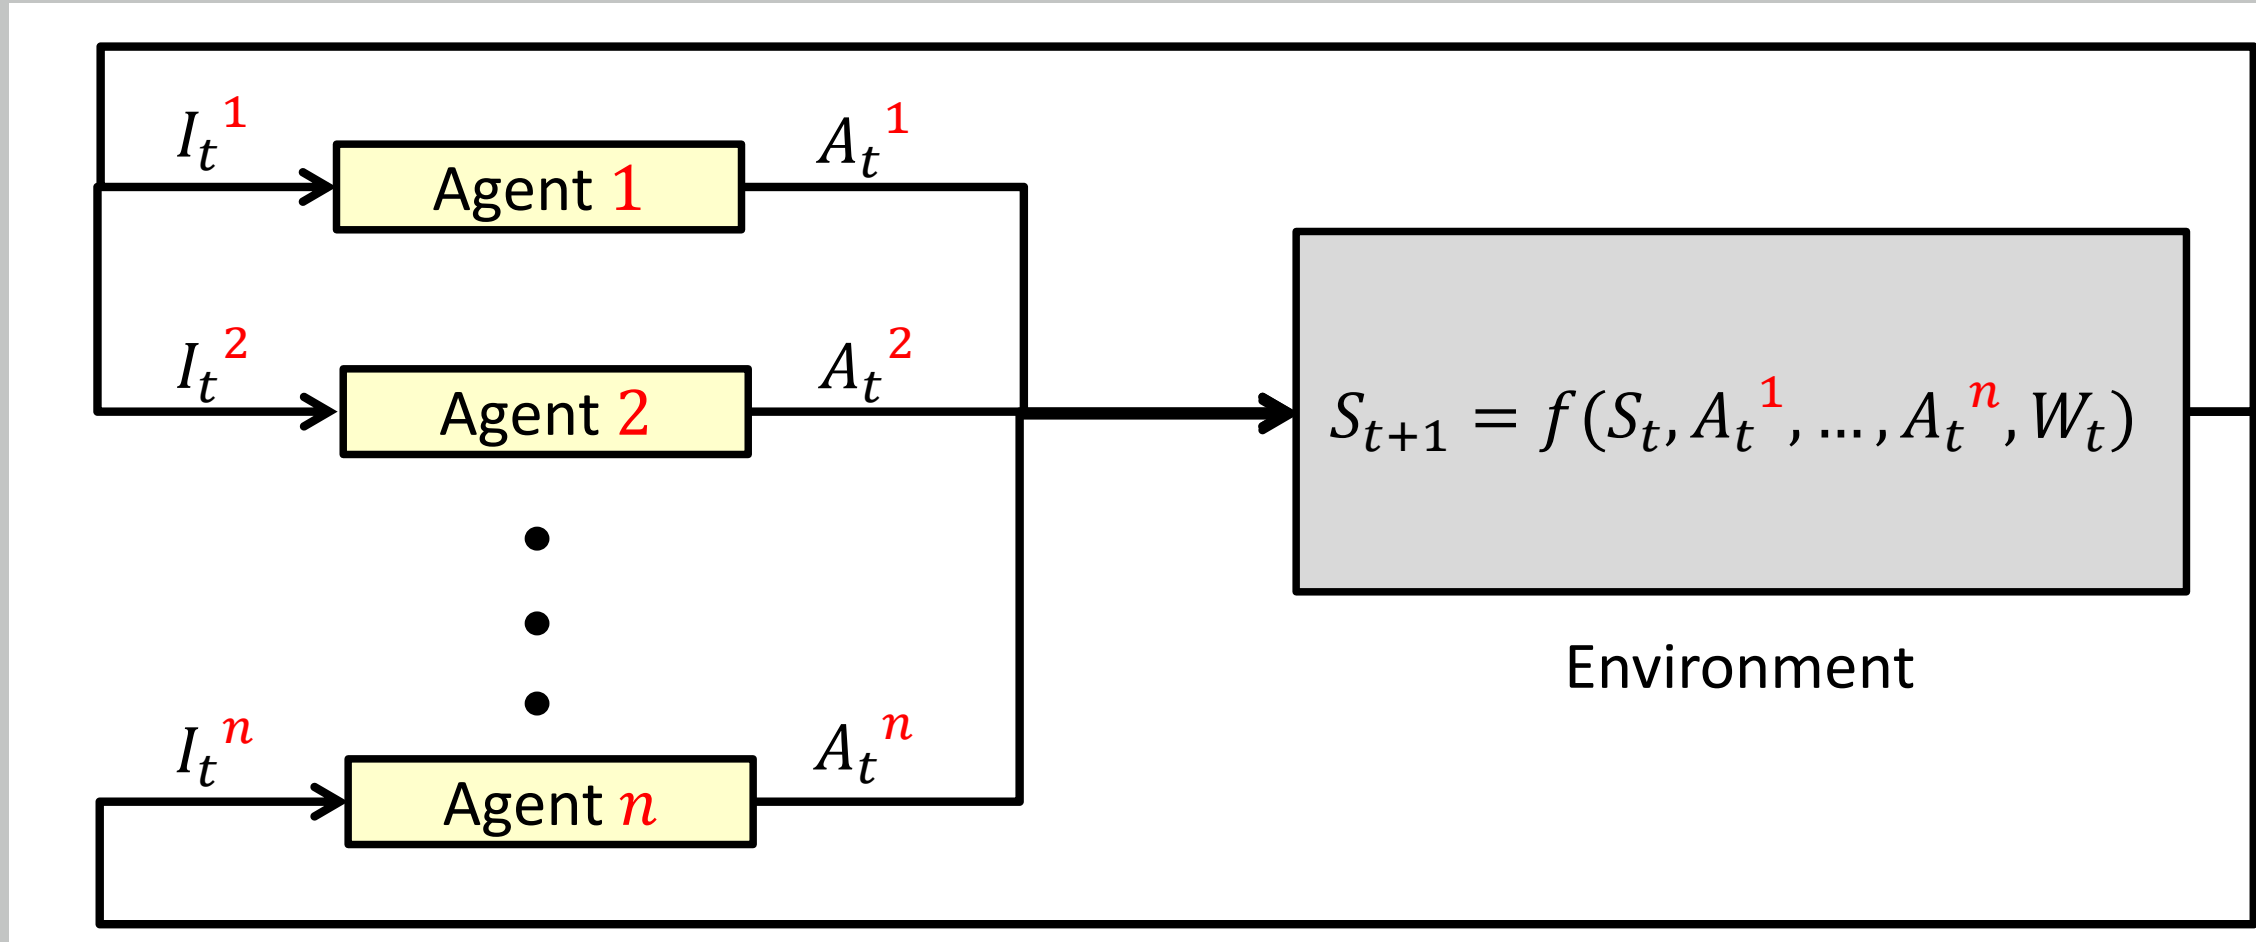 I_t^1
A_t^1
Agent 1
I_t^2
A_t^2
Agent 2
S_{t+1} = f(S_t, A_t^1, ..., A_t^n, W_t)
Environment
I_t^n
A_t^n
Agent n